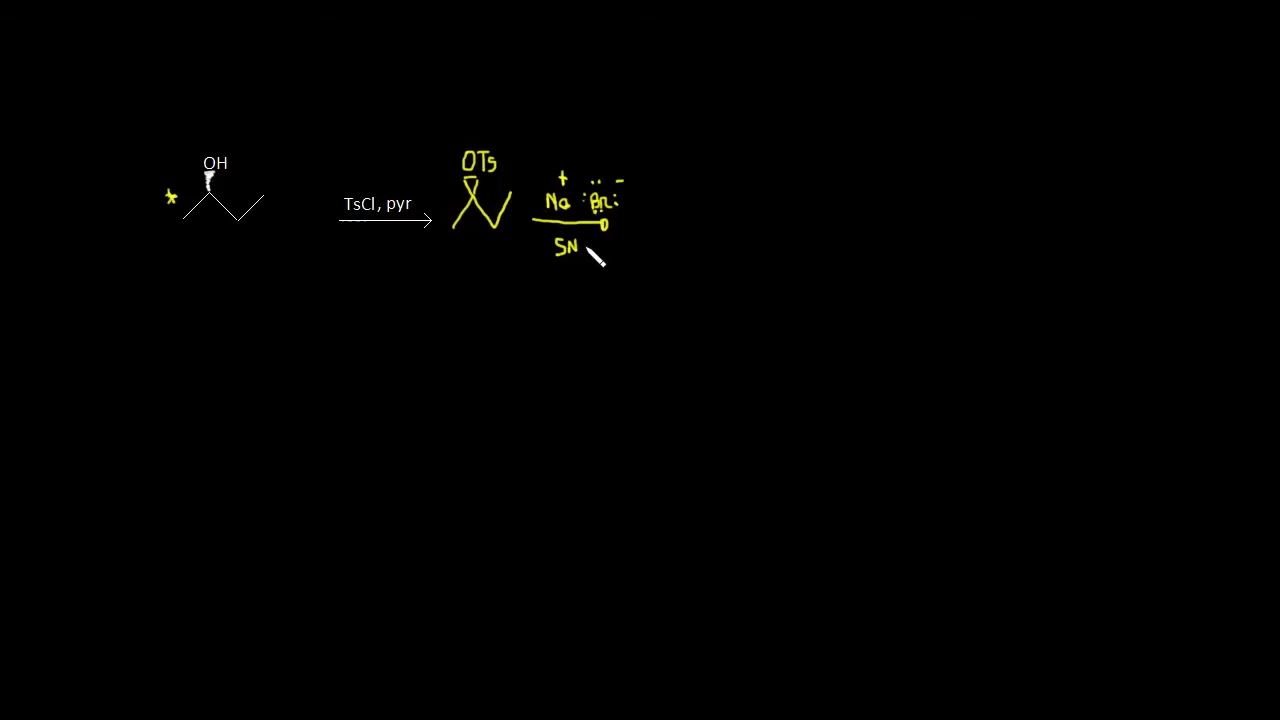 OH
*
TsCl, pyr
OTs
+ -
Na :Br:
SN